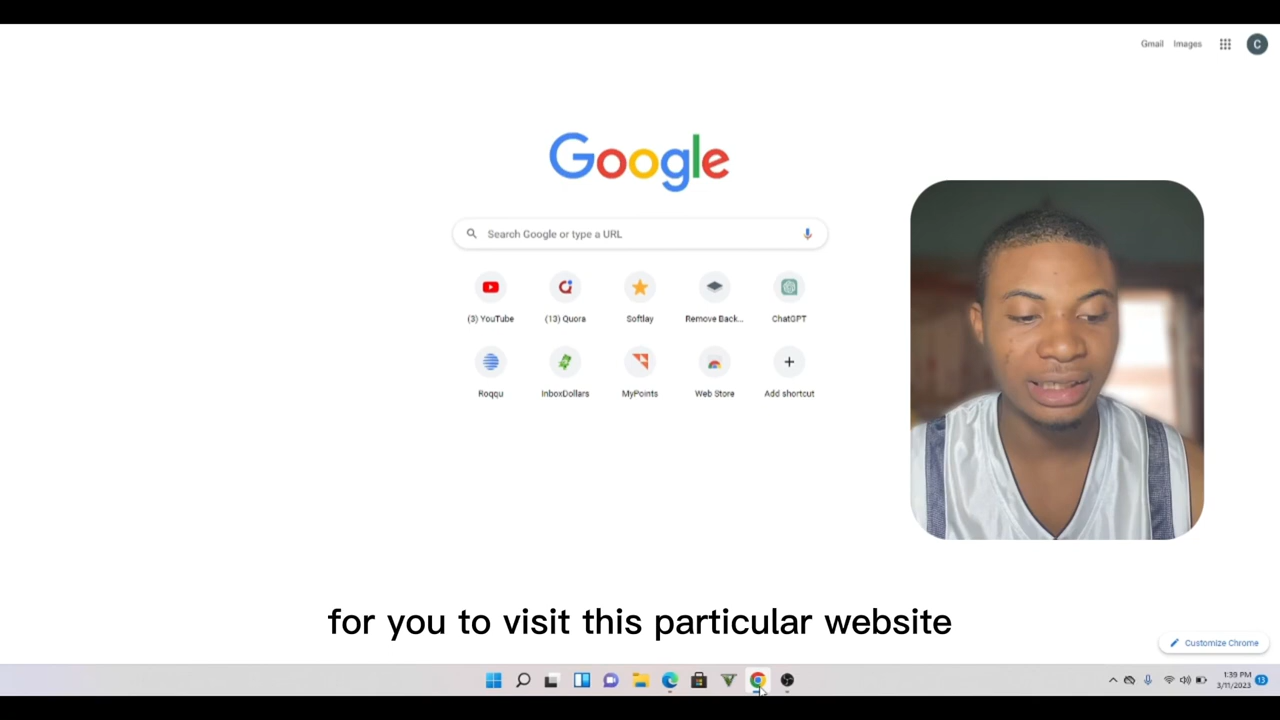 Gmail Images
C
Google
Search Google or type a URL
(3) YouTube (13) Quora Softlay Remove Back... ChatGPT
Roqqu InboxDollars MyPoints Web Store Add shortcut
for you to visit this particular website
Customize Chrome
1:39 PM
3/11/2023
13